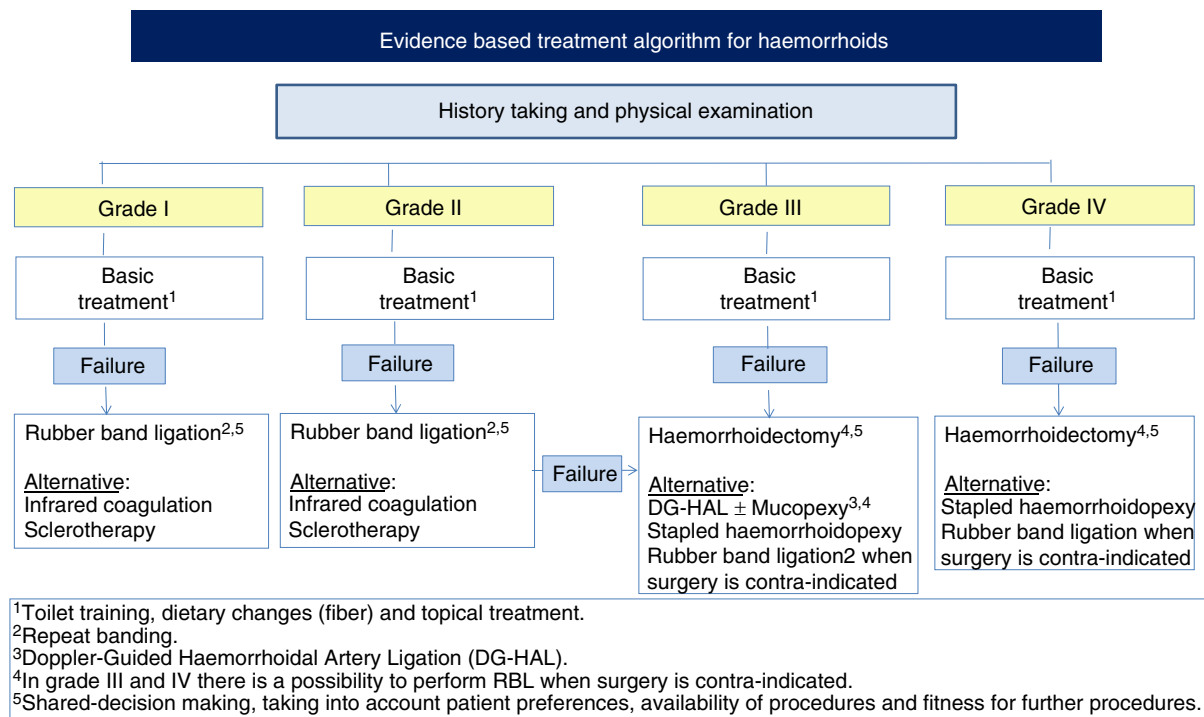 Evidence based treatment algorithm for haemorrhoids
History taking and physical examination
Grade I
Basic
treatment¹
Failure
Rubber band ligation²,⁵
Alternative:
Infrared coagulation
Sclerotherapy
Grade II
Basic
treatment¹
Failure
Rubber band ligation²,⁵
Alternative:
Infrared coagulation
Sclerotherapy
Failure
Grade III
Basic
treatment¹
Failure
Haemorrhoidectomy⁴,⁵
Alternative:
DG-HAL ± Mucopexy³,⁴
Stapled haemorrhoidopexy
Rubber band ligation2 when
surgery is contra-indicated
Grade IV
Basic
treatment¹
Failure
Haemorrhoidectomy⁴,⁵
Alternative:
Stapled haemorrhoidopexy
Rubber band ligation when
surgery is contra-indicated
¹Toilet training, dietary changes (fiber) and topical treatment.
²Repeat banding.
³Doppler-Guided Haemorrhoidal Artery Ligation (DG-HAL).
⁴In grade III and IV there is a possibility to perform RBL when surgery is contra-indicated.
⁵Shared-decision making, taking into account patient preferences, availability of procedures and fitness for further procedures.